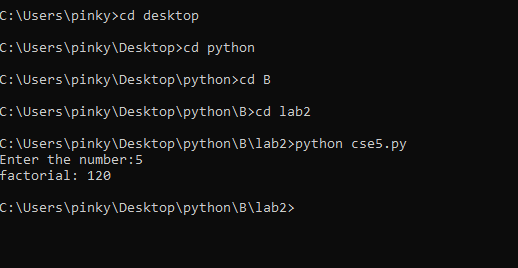 C:\Users\pinky>cd desktop
C:\Users\pinky\Desktop>cd python
C:\Users\pinky\Desktop\python>cd B
C:\Users\pinky\Desktop\python\B>cd lab2
C:\Users\pinky\Desktop\python\B\lab2>python cse5.py
Enter the number:5
factorial: 120
C:\Users\pinky\Desktop\python\B\lab2>